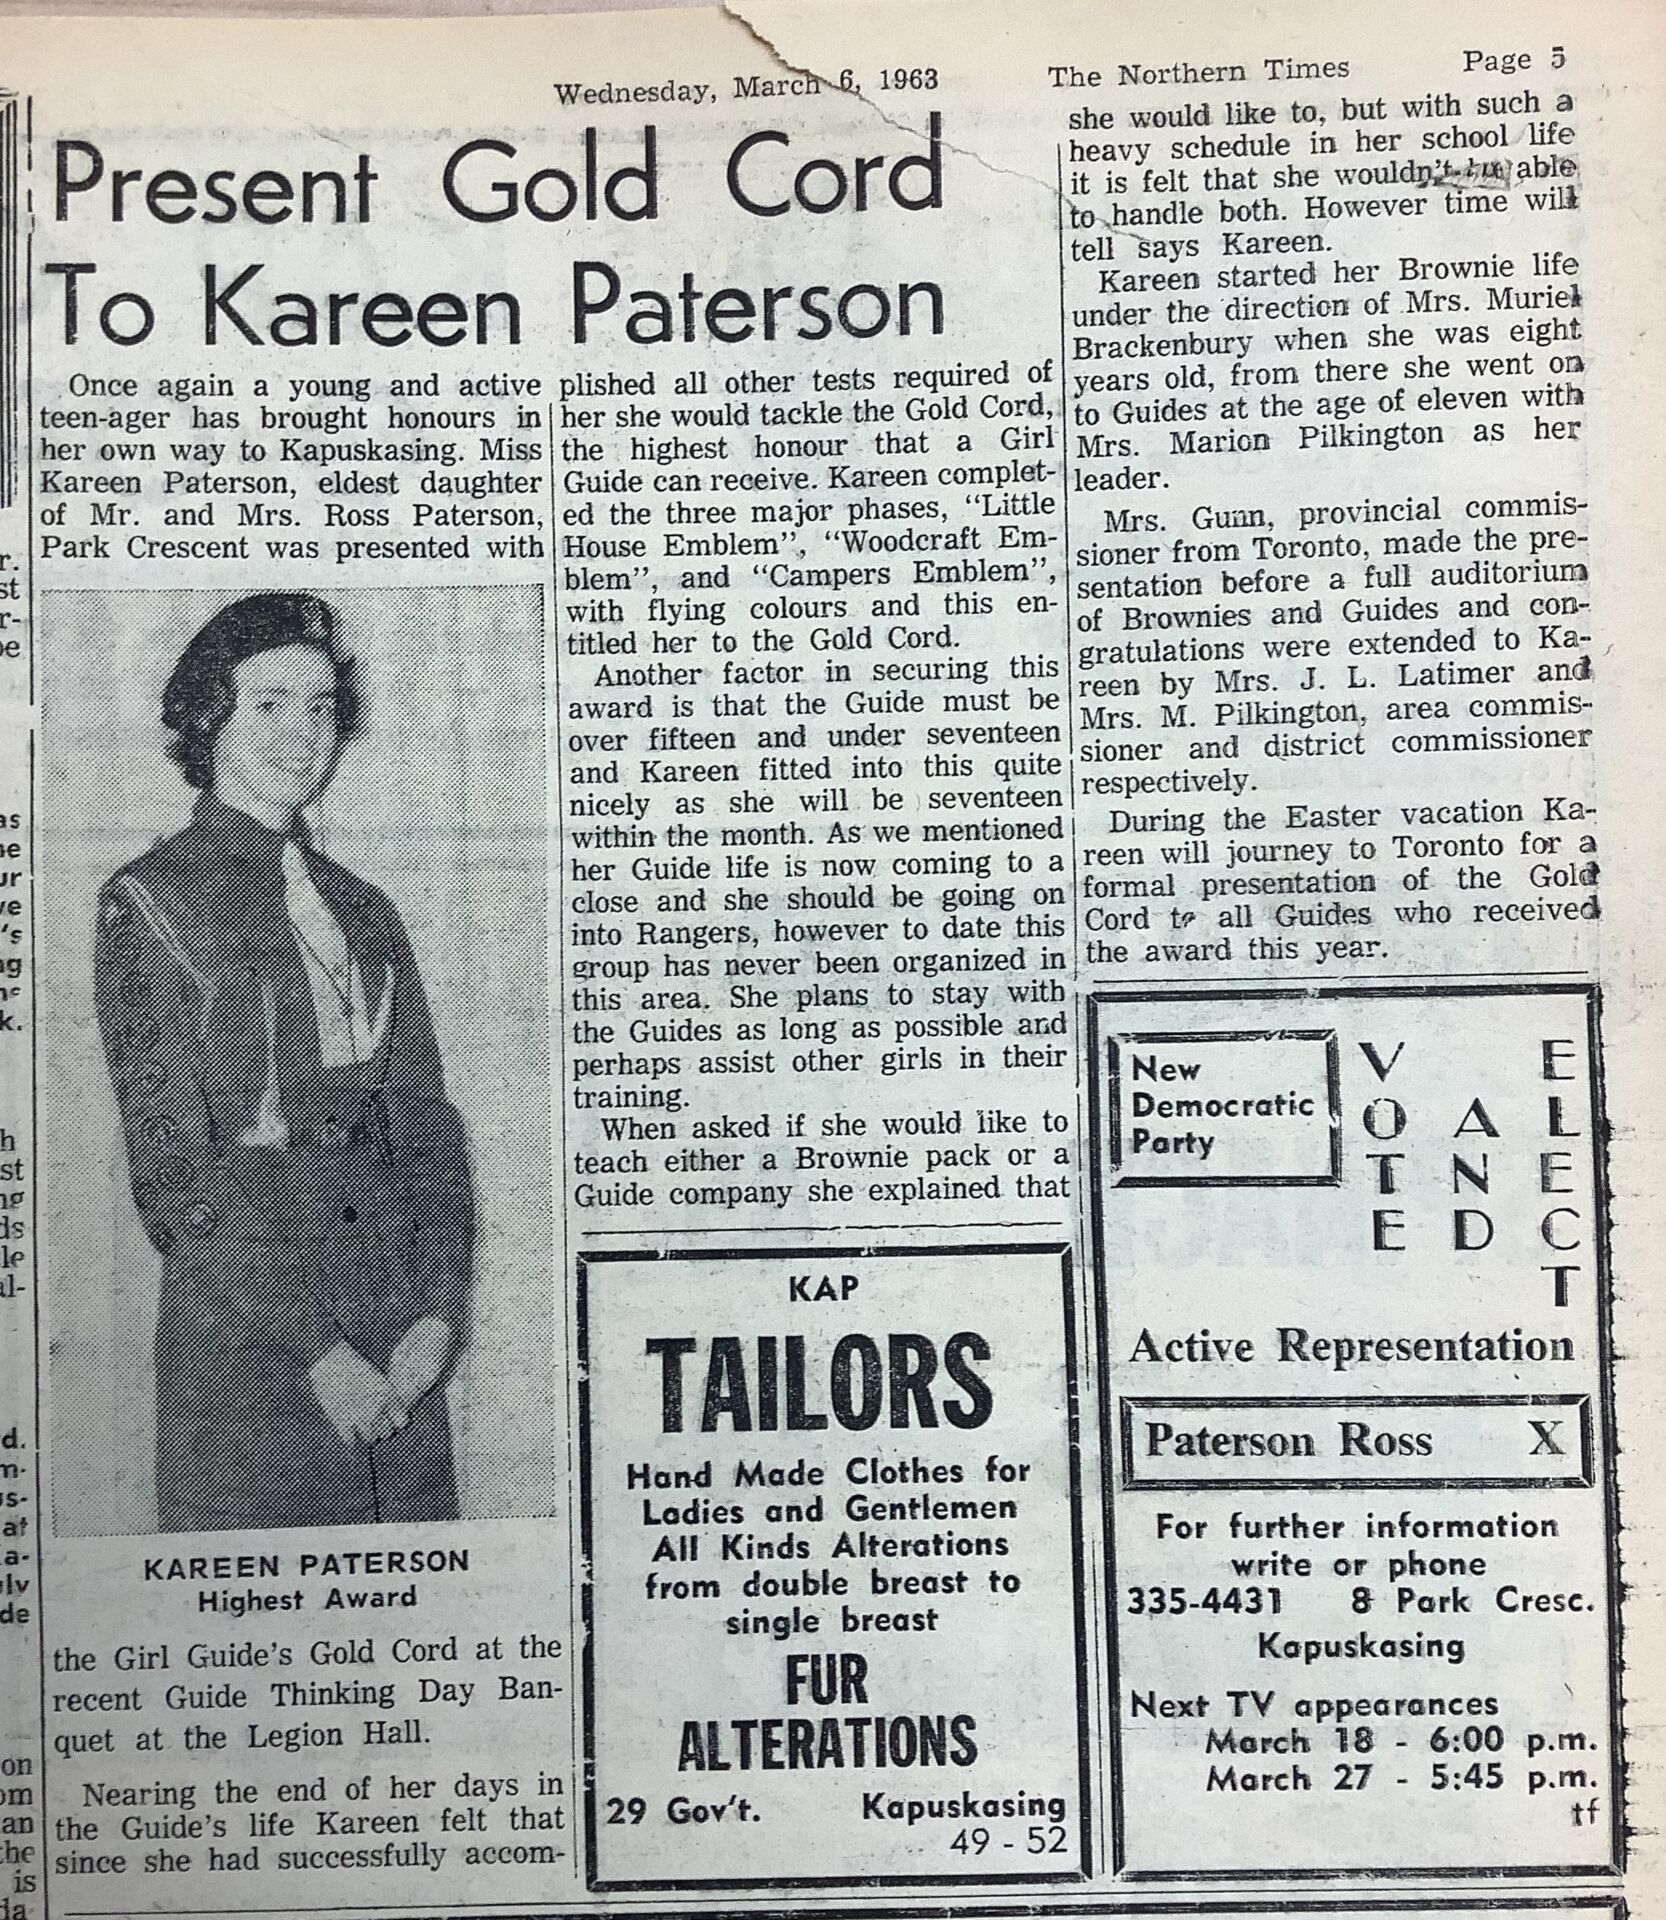 Wednesday, March 6, 1963
The Northern Times
Page 5
Present Gold Cord
To Kareen Paterson
Once again a young and active
teen-ager has brought honours in
her own way to Kapuskasing. Miss
Kareen Paterson, eldest daughter
of Mr. and Mrs. Ross Paterson,
Park Crescent was presented with
KAREEN PATERSON
Highest Award
the Girl Guide's Gold Cord at the
recent Guide Thinking Day Ban-
quet at the Legion Hall.
Nearing the end of her days in
the Guide's life Kareen felt that
since she had successfully accom-
plished all other tests required of
her she would tackle the Gold Cord,
the highest honour that a Girl
Guide can receive. Kareen complet-
ed the three major phases, "Little
House Emblem", "Woodcraft Em-
blem", and "Campers Emblem",
with flying colours and this en-
titled her to the Gold Cord.
Another factor in securing this
award is that the Guide must be
over fifteen and under seventeen
and Kareen fitted into this quite
nicely as she will be seventeen
within the month. As we mentioned
her Guide life is now coming to a
close and she should be going on
into Rangers, however to date this
group has never been organized in
this area. She plans to stay with
the Guides as long as possible and
perhaps assist other girls in their
training.
When asked if she would like to
teach either a Brownie pack or a
Guide company she explained that
she would like to, but with such a
heavy schedule in her school life
it is felt that she wouldn't be able
to handle both. However time will
tell says Kareen.
Kareen started her Brownie life
under the direction of Mrs. Muriel
Brackenbury when she was eight
years old, from there she went on
to Guides at the age of eleven with
Mrs. Marion Pilkington as her
leader.
Mrs. Gunn, provincial commis-
sioner from Toronto, made the pre-
sentation before a full auditorium
of Brownies and Guides and con-
gratulations were extended to Ka-
reen by Mrs. J. L. Latimer and
Mrs. M. Pilkington, area commis-
sioner and district commissioner
respectively.
During the Easter vacation Ka-
reen will journey to Toronto for a
formal presentation of the Gold
Cord to all Guides who received
the award this year.
KAP
TAILORS
Hand Made Clothes for
Ladies and Gentlemen
All Kinds Alterations
from double breast to
single breast
FUR
ALTERATIONS
29 Gov't. Kapuskasing
49 - 52
New
Democratic
Party
VOTE
AND
ELECT
Active Representation
Paterson Ross X
For further information
write or phone
335-4431 8 Park Cresc.
Kapuskasing
Next TV appearances
March 18 - 6:00 p.m.
March 27 - 5:45 p.m.
tf